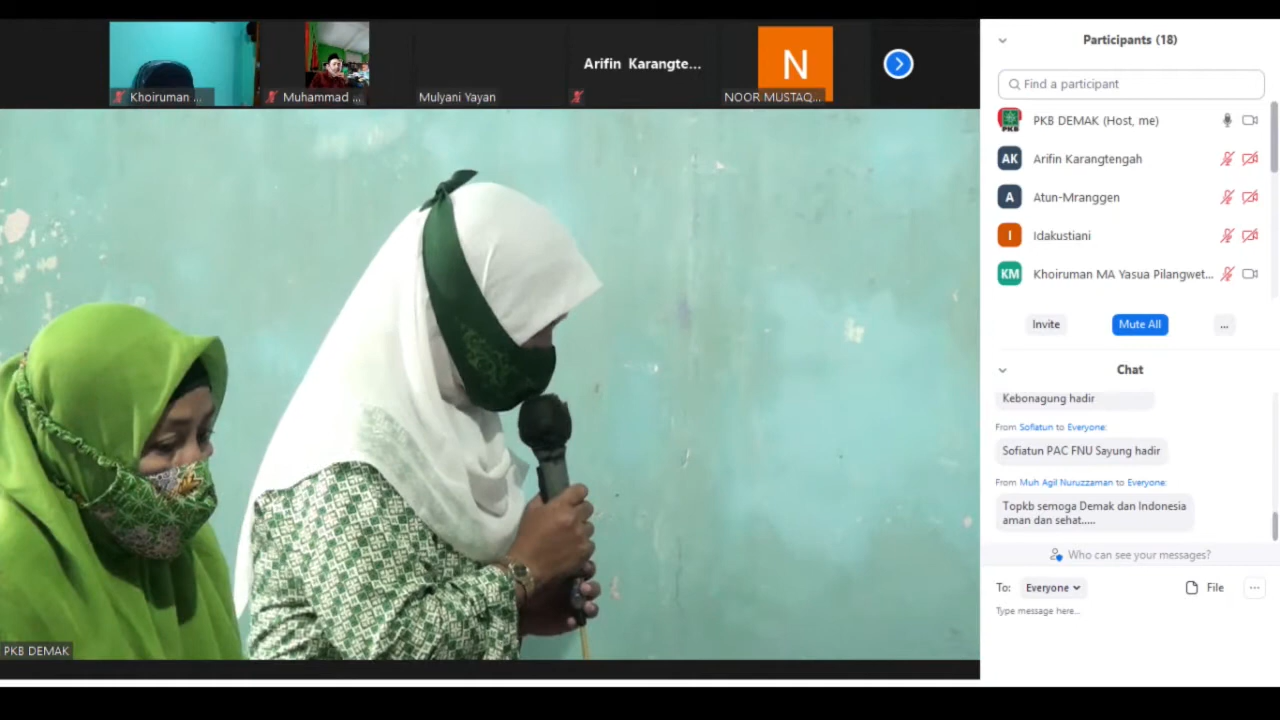 Khoiruman ...
Muhammad ...
Mulyani Yayan
Arifin Karangte...
N
NOOR MUSTAQ...
PKB DEMAK
Participants (18)
Find a participant
PKB
PKB DEMAK (Host, me)
AK
Arifin Karangtengah
A
Atun-Mranggen
I
Idakustiani
KM
Khoiruman MA Yasua Pilangwet...
Invite
Mute All
...
Chat
Kebonagung hadir
From Sofiatun to Everyone:
Sofiatun PAC FNU Sayung hadir
From Muh Agil Nuruzzaman to Everyone:
Topkb semoga Demak dan Indonesia
aman dan sehat.....
Who can see your messages?
To: Everyone
File
...
Type message here...